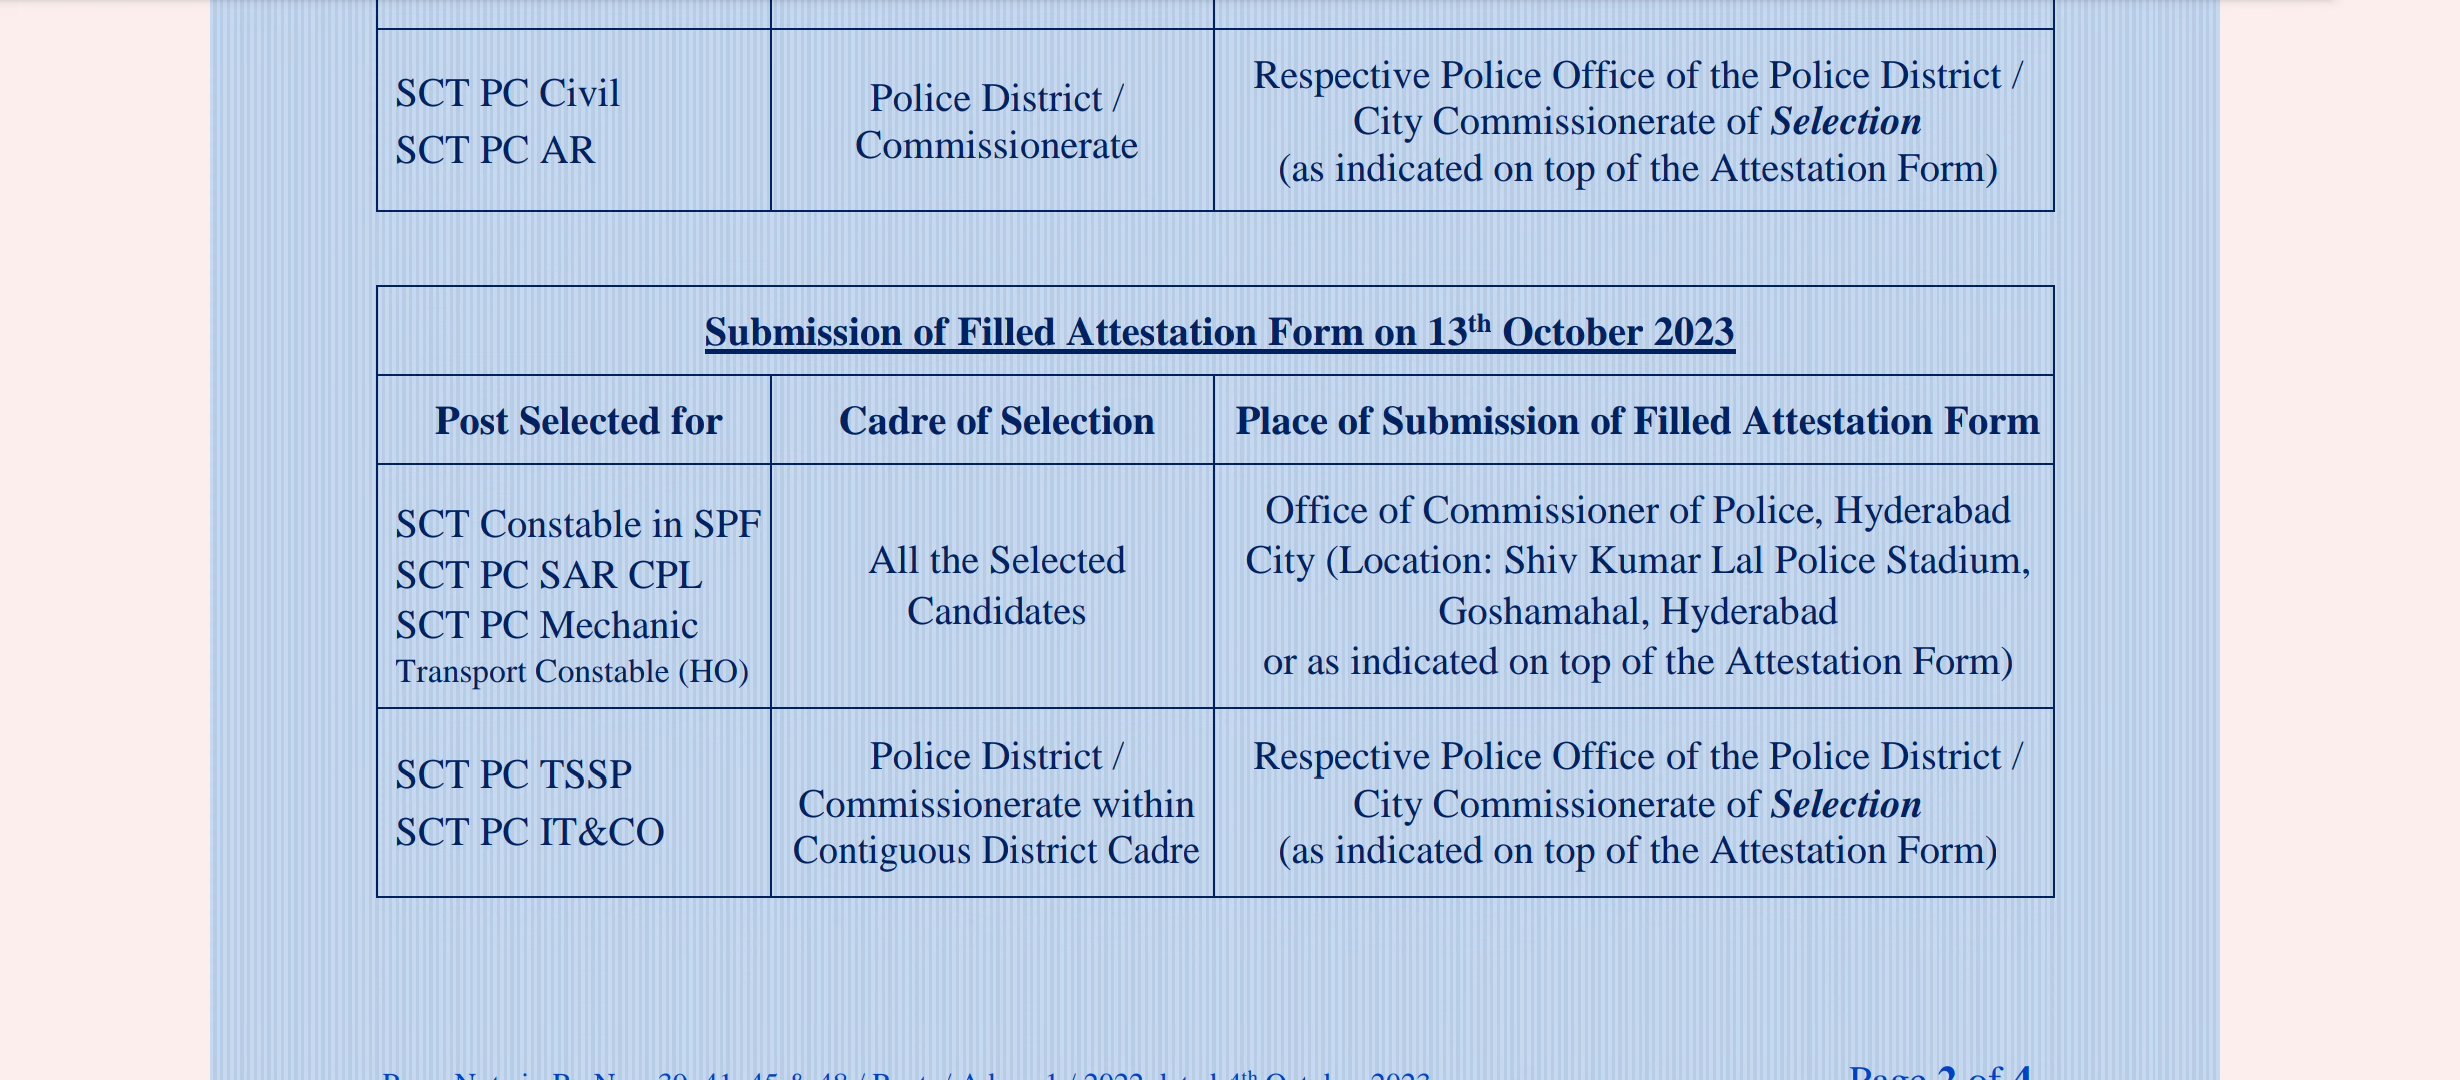 SCT PC Civil
SCT PC AR
Police District /
Commissionerate
Respective Police Office of the Police District /
City Commissionerate of Selection
(as indicated on top of the Attestation Form)
Submission of Filled Attestation Form on 13th October 2023
Post Selected for
Cadre of Selection
Place of Submission of Filled Attestation Form
SCT Constable in SPF
SCT PC SAR CPL
SCT PC Mechanic
Transport Constable (HO)
All the Selected
Candidates
Office of Commissioner of Police, Hyderabad
City (Location: Shiv Kumar Lal Police Stadium,
Goshamahal, Hyderabad
or as indicated on top of the Attestation Form)
SCT PC TSSP
SCT PC IT&CO
Police District /
Commissionerate within
Contiguous District Cadre
Respective Police Office of the Police District /
City Commissionerate of Selection
(as indicated on top of the Attestation Form)
Page 2 of 4